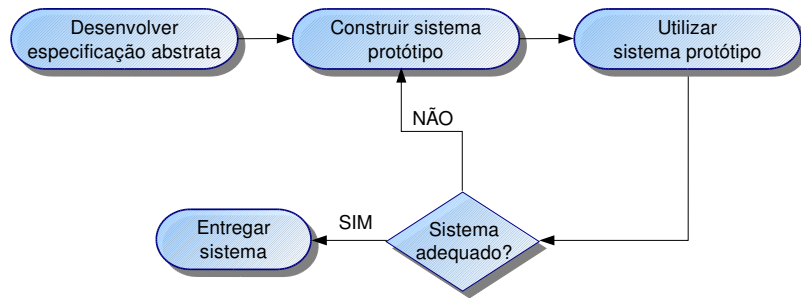 Desenvolver
especificação abstrata
Construir sistema
protótipo
Utilizar
sistema protótipo
NÃO
Entregar
sistema
SIM
Sistema
adequado?